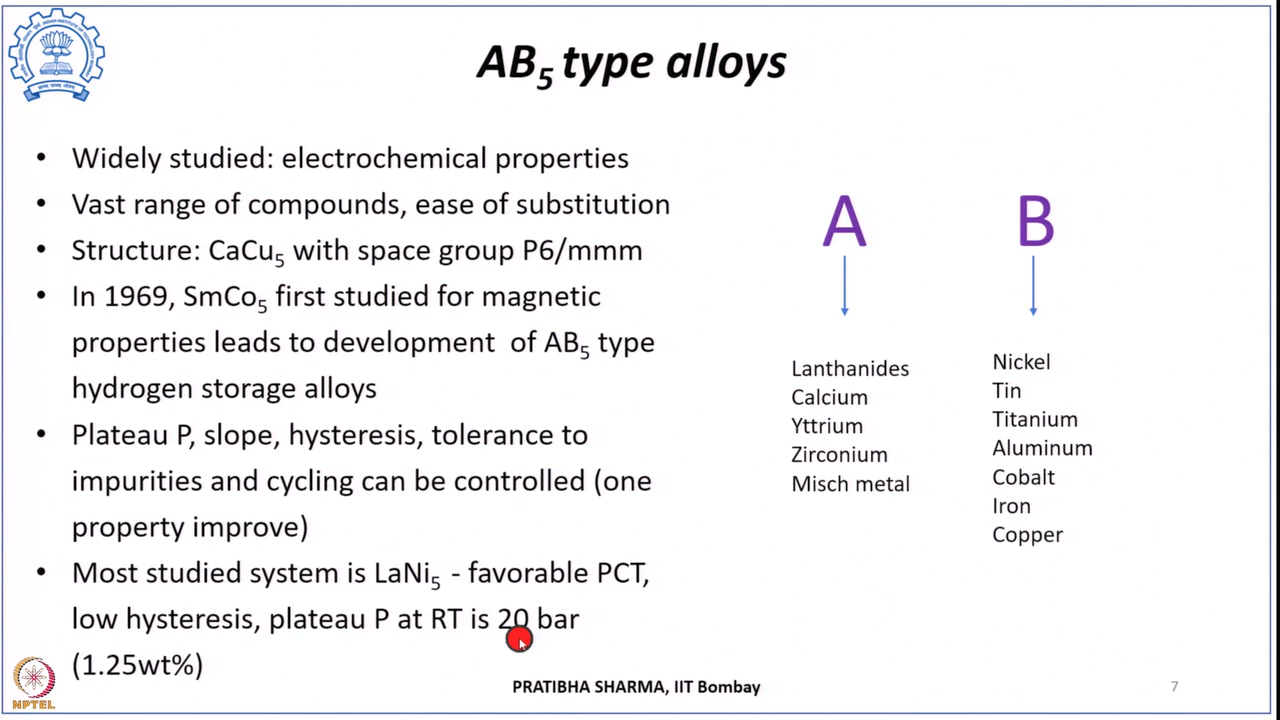 AB₅ type alloys
• Widely studied: electrochemical properties
• Vast range of compounds, ease of substitution
• Structure: CaCu₅ with space group P6/mmm
• In 1969, SmCo₅ first studied for magnetic
properties leads to development of AB₅ type
hydrogen storage alloys
• Plateau P, slope, hysteresis, tolerance to
impurities and cycling can be controlled (one
property improve)
• Most studied system is LaNi₅ - favorable PCT,
low hysteresis, plateau P at RT is 20 bar
(1.25wt%)
A
Lanthanides
Calcium
Yttrium
Zirconium
Misch metal
B
Nickel
Tin
Titanium
Aluminum
Cobalt
Iron
Copper
NPTEL
PRATIBHA SHARMA, IIT Bombay
7